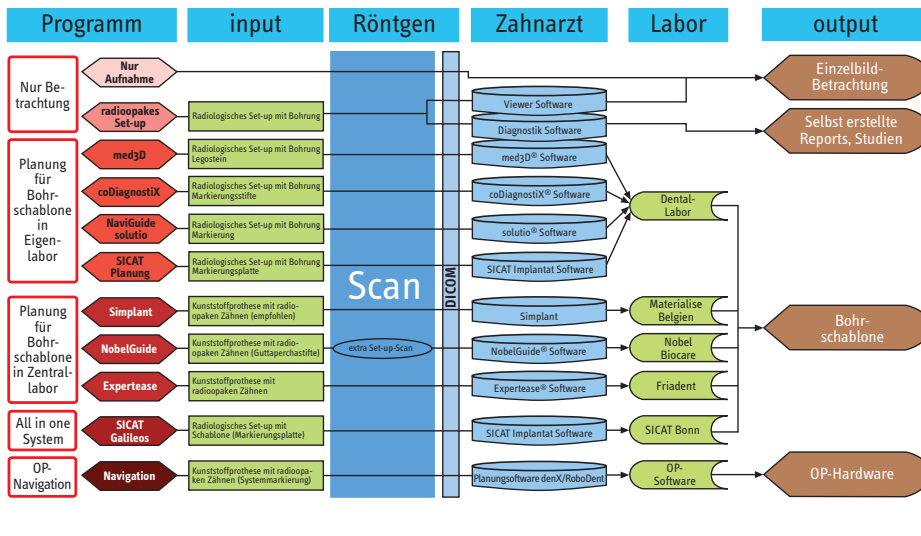 Programm
input
Röntgen
Zahnarzt
Labor
output
Nur Be-
trachtung
Nur
Aufnahme
Einzelbild-
Betrachtung
radioopakes
Set-up
Radiologisches Set-up mit Bohrung
Viewer Software
Diagnostik Software
Selbst erstellte
Reports, Studien
Planung
für
Bohr-
schablone
in
Eigen-
labor
med3D
Radiologisches Set-up mit Bohrung
Legostein
med3D® Software
coDiagnostiX
Radiologisches Set-up mit Bohrung
Markierungsstifte
coDiagnostiX® Software
NaviGuide
solutio
Radiologisches Set-up mit Bohrung
Markierung
solutio® Software
SICAT
Planung
Radiologisches Set-up mit Bohrung
Markierungsplatte
SICAT Implantat Software
Dental-
Labor
Scan
DICOM
Planung
für
Bohr-
schablone
in Zentral-
labor
Simplant
Kunststoffprothese mit radio-
opaken Zähnen (empfohlen)
Simplant
Materialise
Belgien
NobelGuide
Kunststoffprothese mit radio-
opaken Zähnen (Guttaperchastifte)
extra Set-up-Scan
NobelGuide® Software
Nobel
Biocare
Expertease
Kunststoffprothese mit
radioopaken Zähnen
Expertease® Software
Friadent
Bohr-
schablone
All in one
System
SICAT
Galileos
Radiologisches Set-up mit
Schablone (Markierungsplatte)
SICAT Implantat Software
SICAT Bonn
OP-
Navigation
Navigation
Kunststoffprothese mit radioopa-
ken Zähnen (Systemmarkierung)
Planungsoftware denX/RoboDent
OP-
Software
OP-Hardware